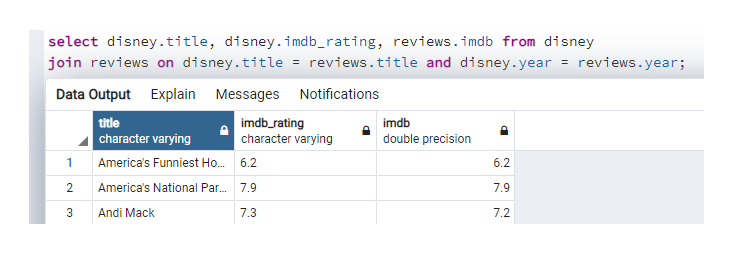 select disney.title, disney.imdb_rating, reviews.imdb from disney
join reviews on disney.title = reviews.title and disney.year = reviews.year;
Data Output Explain Messages Notifications
title imdb_rating imdb
character varying character varying double precision
1 America's Funniest Ho... 6.2 6.2
2 America's National Par... 7.9 7.9
3 Andi Mack 7.3 7.2